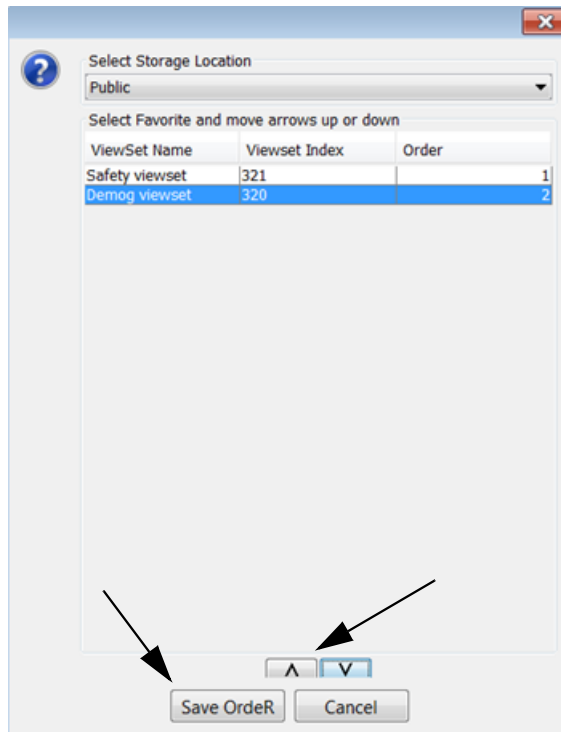 Select Storage Location
Public
Select Favorite and move arrows up or down
ViewSet Name Viewset Index Order
Safety viewset 321 1
Demog viewset 320 2
Save OrdeR Cancel